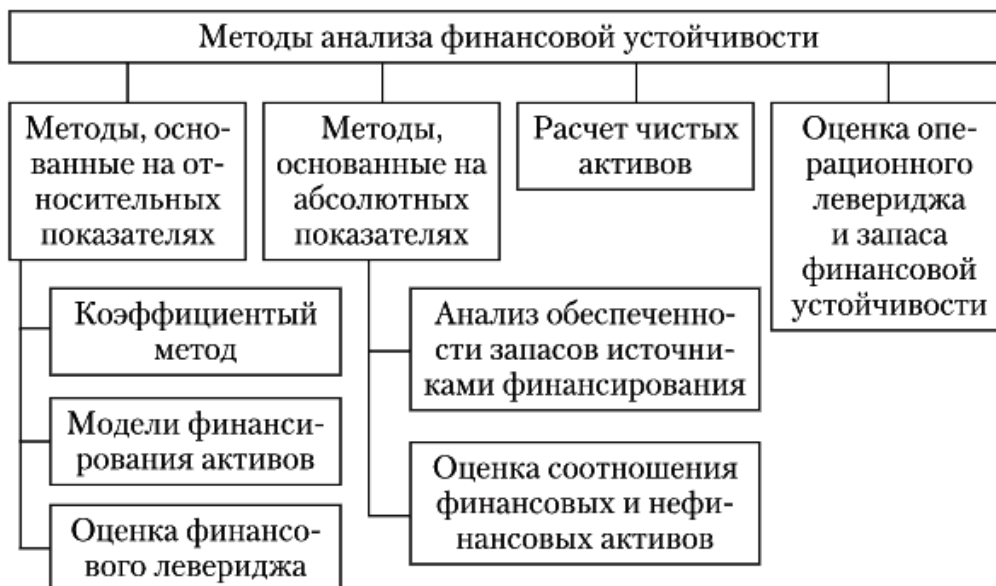 Методы анализа финансовой устойчивости
Методы, осно-
ванные на от-
носительных
показателях
Методы,
основанные на
абсолютных
показателях
Расчет чистых
активов
Оценка опе-
рационного
левериджа
и запаса
финансовой
устойчивости
Коэффициентый
метод
Модели финанси-
рования активов
Оценка финансо-
вого левериджа
Анализ обеспеченно-
сти запасов источни-
ками финансирования
Оценка соотношения
финансовых и нефи-
нансовых активов